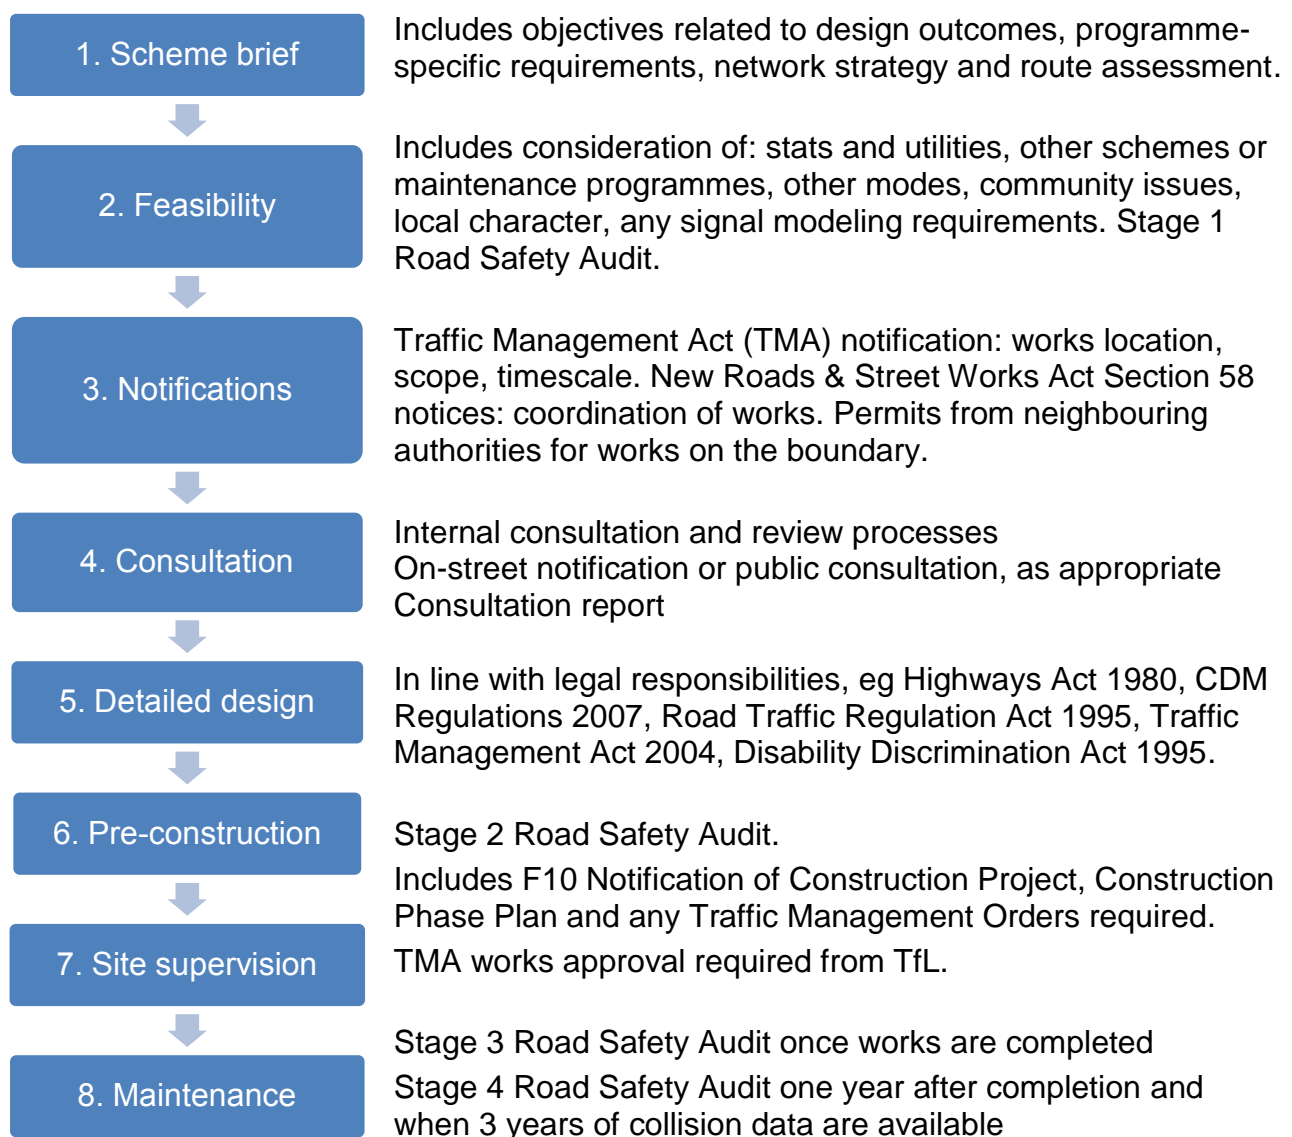 1. Scheme brief
Includes objectives related to design outcomes, programme-
specific requirements, network strategy and route assessment.
2. Feasibility
Includes consideration of: stats and utilities, other schemes or
maintenance programmes, other modes, community issues,
local character, any signal modeling requirements. Stage 1
Road Safety Audit.
3. Notifications
Traffic Management Act (TMA) notification: works location,
scope, timescale. New Roads & Street Works Act Section 58
notices: coordination of works. Permits from neighbouring
authorities for works on the boundary.
4. Consultation
Internal consultation and review processes
On-street notification or public consultation, as appropriate
Consultation report
5. Detailed design
In line with legal responsibilities, eg Highways Act 1980, CDM
Regulations 2007, Road Traffic Regulation Act 1995, Traffic
Management Act 2004, Disability Discrimination Act 1995.
6. Pre-construction
Stage 2 Road Safety Audit.
Includes F10 Notification of Construction Project, Construction
Phase Plan and any Traffic Management Orders required.
7. Site supervision
TMA works approval required from TfL.
8. Maintenance
Stage 3 Road Safety Audit once works are completed
Stage 4 Road Safety Audit one year after completion and
when 3 years of collision data are available